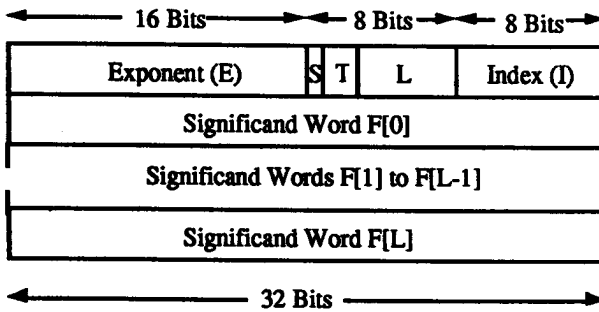 16 Bits 8 Bits 8 Bits
Exponent (E) S T L Index (I)
Significand Word F[0]
Significand Words F[1] to F[L-1]
Significand Word F[L]
32 Bits